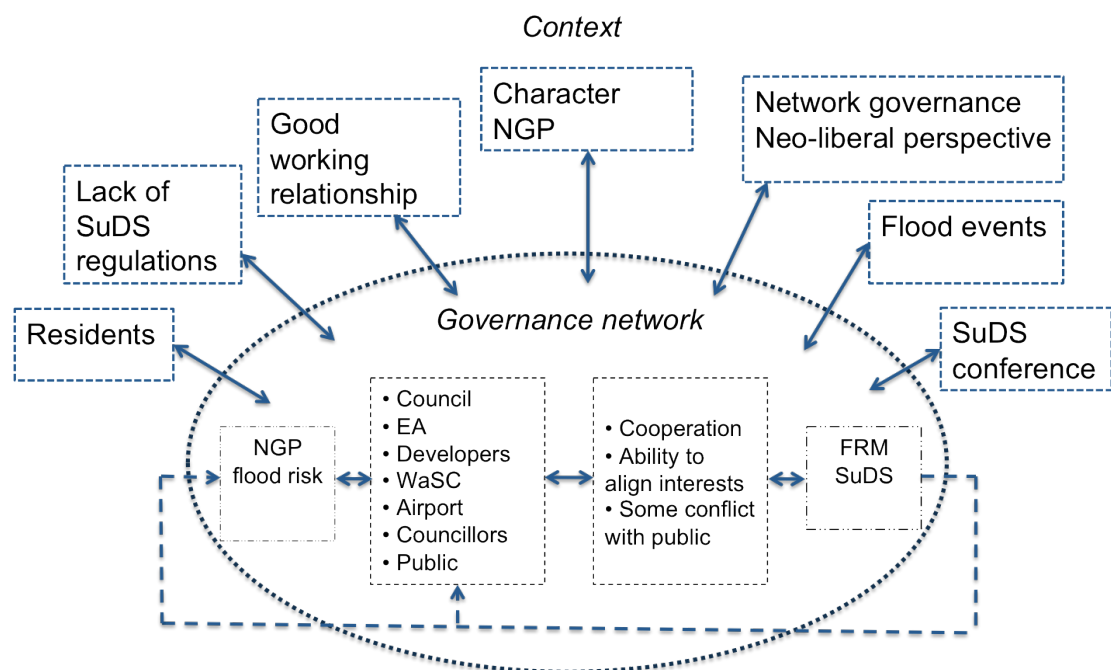 Context
Character
NGP
Network governance
Neo-liberal perspective
Good
working
relationship
Lack of
SuDS
regulations
Flood events
Residents
Governance network
SuDS
conference
NGP
flood risk
• Council
• EA
• Developers
• WaSC
• Airport
• Councillors
• Public
• Cooperation
• Ability to
align interests
• Some conflict
with public
FRM
SuDS